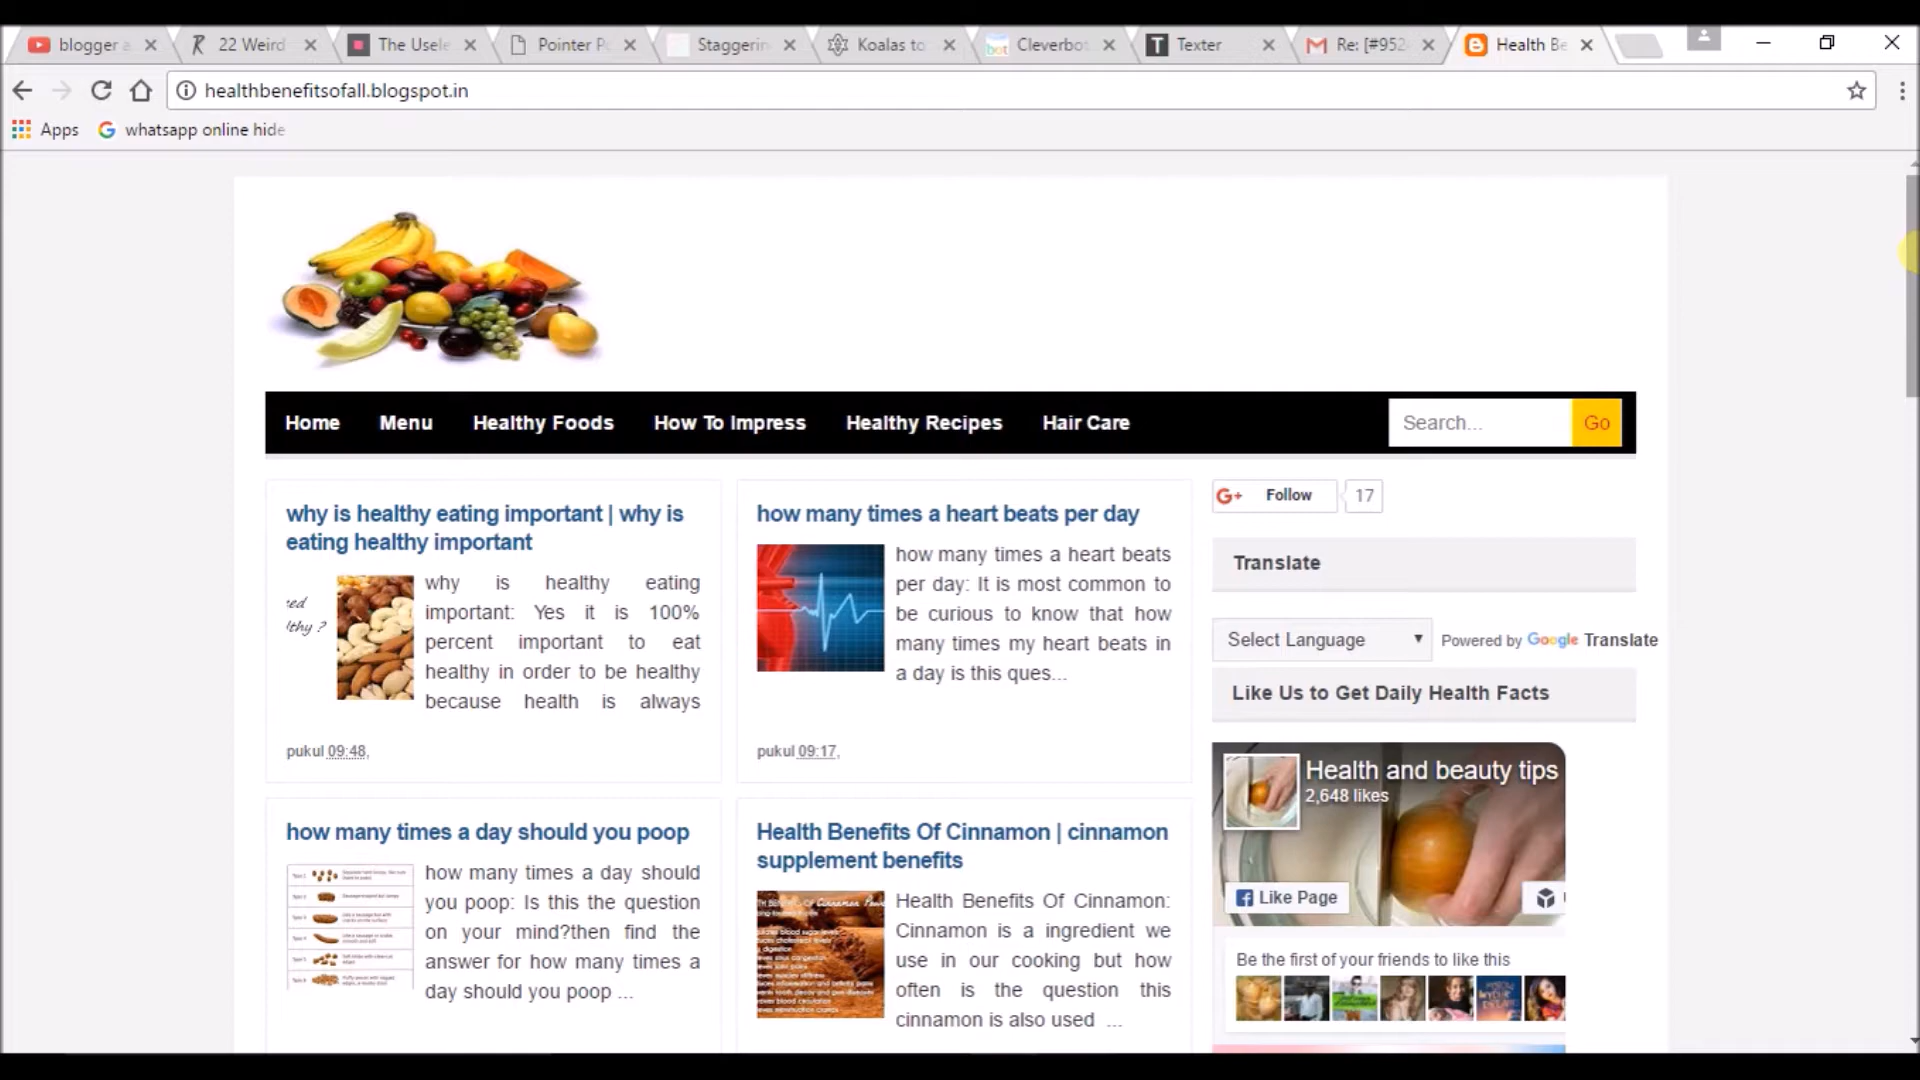 blogger a
22 Weird
The Usele
Pointer Po
Staggerin
Koalas to
Cleverbot
Texter
Re: [#952
Health Be
healthbenefitsofall.blogspot.in
Apps
whatsapp online hide
Home
Menu
Healthy Foods
How To Impress
Healthy Recipes
Hair Care
Search...
Go
why is healthy eating important | why is
eating healthy important
why is healthy eating
important: Yes it is 100%
percent important to eat
healthy in order to be healthy
because health is always
pukul 09:48,
how many times a heart beats per day
how many times a heart beats
per day: It is most common to
be curious to know that how
many times my heart beats in
a day is this ques...
pukul 09:17,
G+ Follow 17
Translate
Select Language
Powered by Google Translate
Like Us to Get Daily Health Facts
Health and beauty tips
2,648 likes
Like Page
Be the first of your friends to like this
how many times a day should you poop
how many times a day should
you poop: Is this the question
on your mind?then find the
answer for how many times a
day should you poop ...
Health Benefits Of Cinnamon | cinnamon
supplement benefits
Health Benefits Of Cinnamon:
Cinnamon is a ingredient we
use in our cooking but how
often is the question this
cinnamon is also used ...